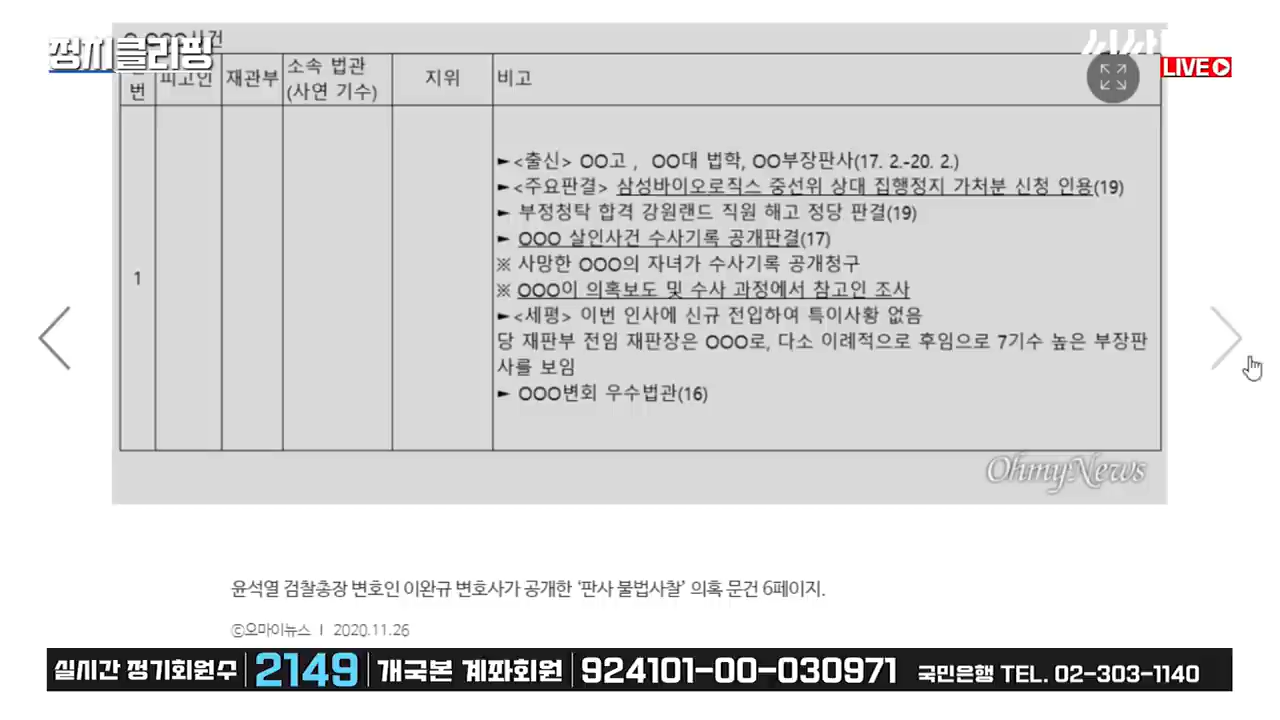 정치클리핑
LIVE
번
피고인
재판부
소속 법관
(사연 기수)
지위
비고
1
►<출신> OO고 , OO대 법학, OO부장판사(17. 2.-20. 2.)
►<주요판결> 삼성바이오로직스 증선위 상대 집행정지 가처분 신청 인용(19)
► 부정청탁 합격 강원랜드 직원 해고 정당 판결(19)
► OOO 살인사건 수사기록 공개판결(17)
※ 사망한 OOO의 자녀가 수사기록 공개청구
※ OOO이 의혹보도 및 수사 과정에서 참고인 조사
►<세평> 이번 인사에 신규 전입하여 특이사황 없음
당 재판부 전임 재판장은 OOO로, 다소 이례적으로 후임으로 7기수 높은 부장판
사를 보임
► OOO변회 우수법관(16)
OhmyNews
윤석열 검찰총장 변호인 이완규 변호사가 공개한 ‘판사 불법사찰’ 의혹 문건 6페이지.
ⓒ오마이뉴스 | 2020.11.26
실시간 정기회원수 2149 개국본 계좌회원 924101-00-030971 국민은행 TEL. 02-303-1140